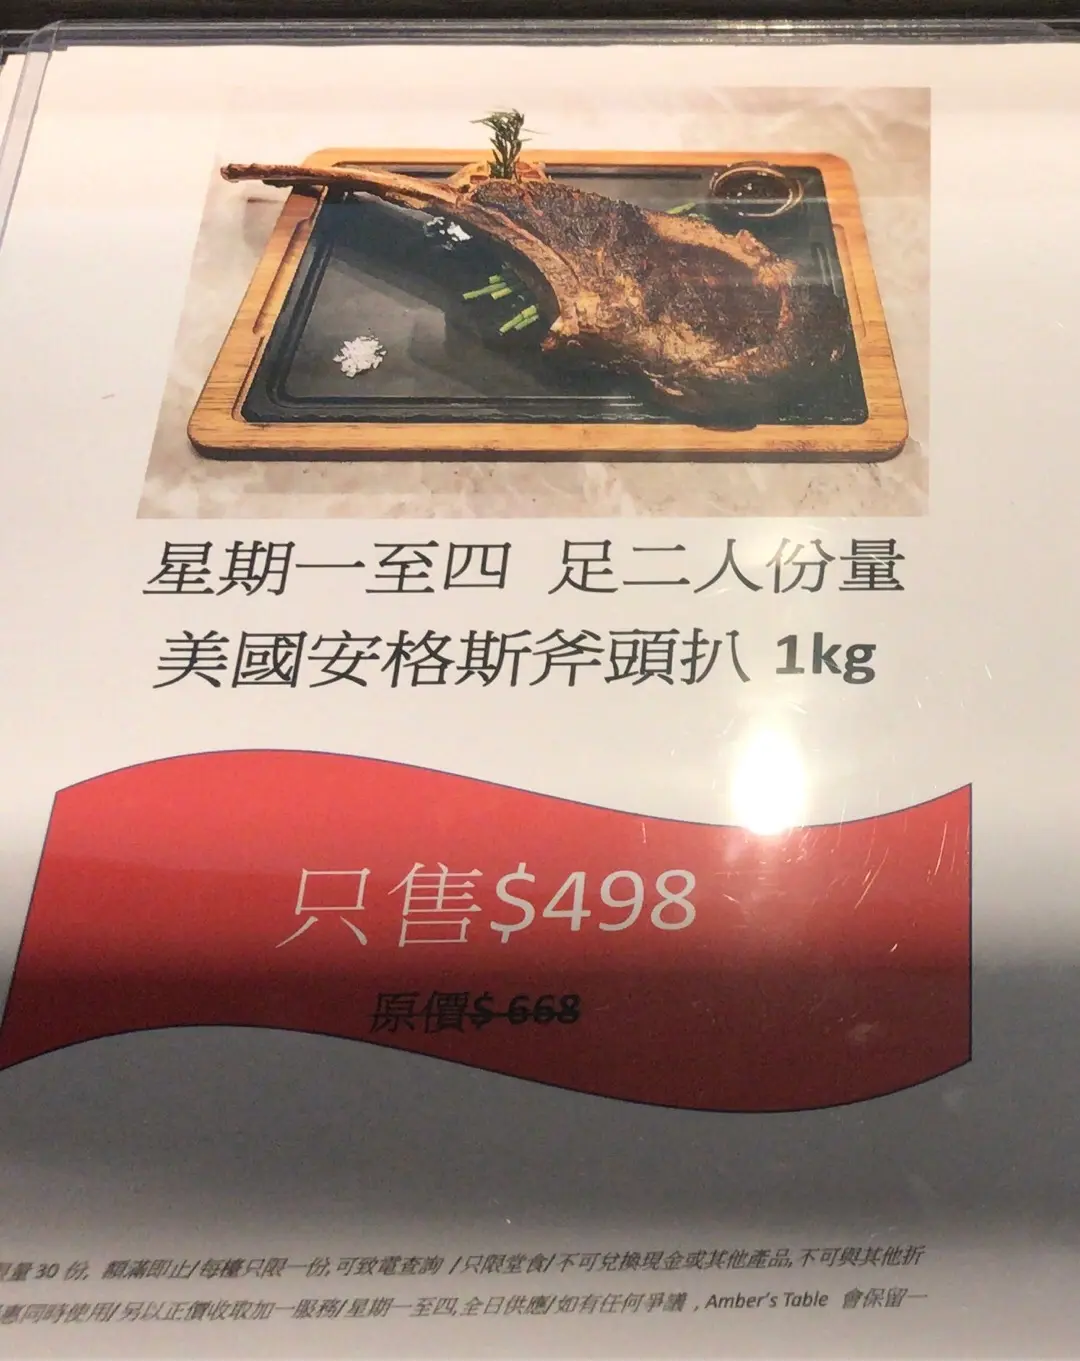 星期一至四 足二人份量
美國安格斯斧頭扒 1kg
只售$498
原價$ 668
量 30 份, 額滿即止/每檯只限一份,可致電查詢 /只限堂食/不可兌換現金或其他產品,不可與其他折
惠同時使用/另以正價收取加一服務/星期一至四,全日供應/如有任何爭議 , Amber's Table 會保留一